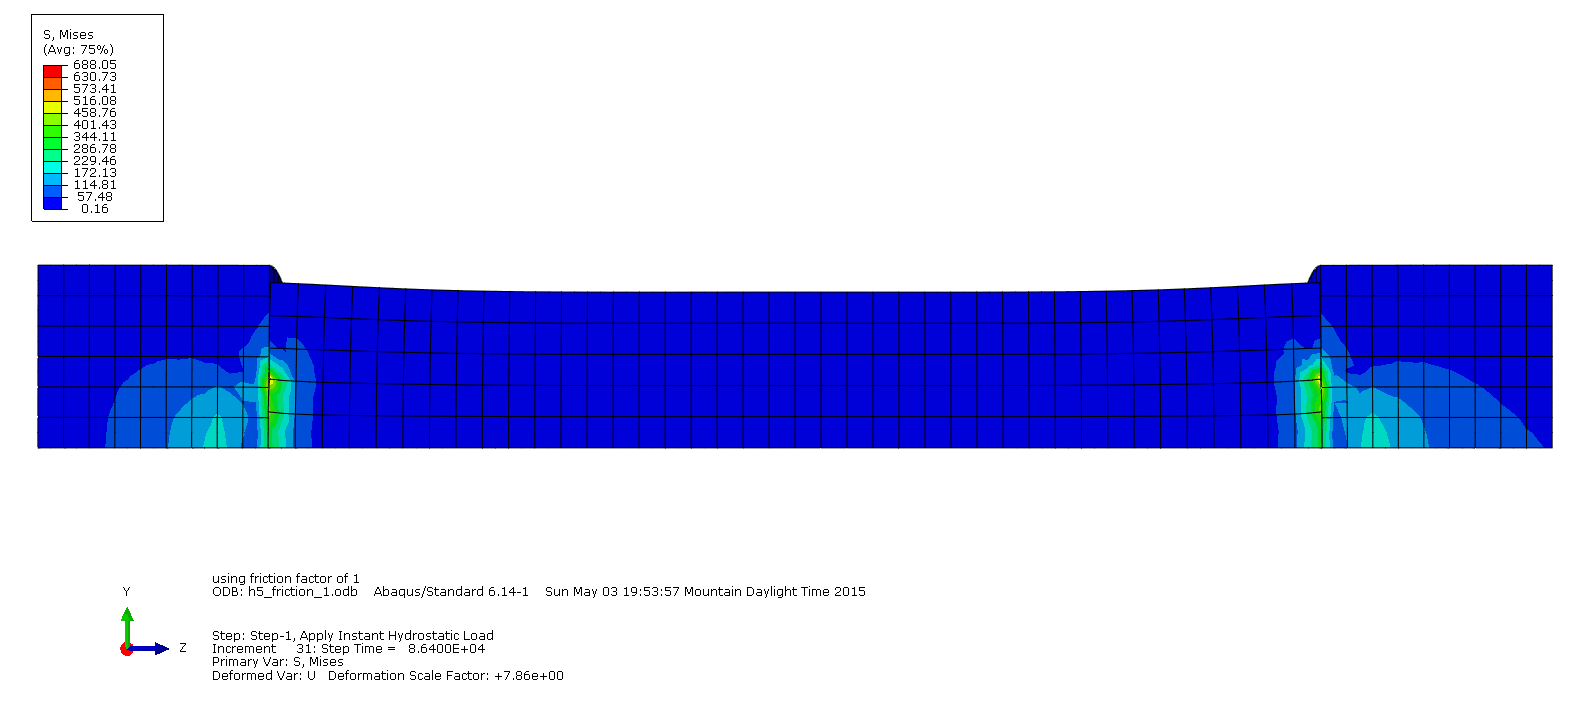 S, Mises
(Avg: 75%)
688.05
630.73
573.41
516.08
458.76
401.43
344.11
286.78
229.46
172.13
114.81
57.48
0.16
using friction factor of 1
ODB: h5_friction_1.odb    Abaqus/Standard 6.14-1    Sun May 03 19:53:57 Mountain Daylight Time 2015
Y
Z
Step: Step-1, Apply Instant Hydrostatic Load
Increment     31: Step Time =   8.6400E+04
Primary Var: S, Mises
Deformed Var: U   Deformation Scale Factor: +7.86e+00